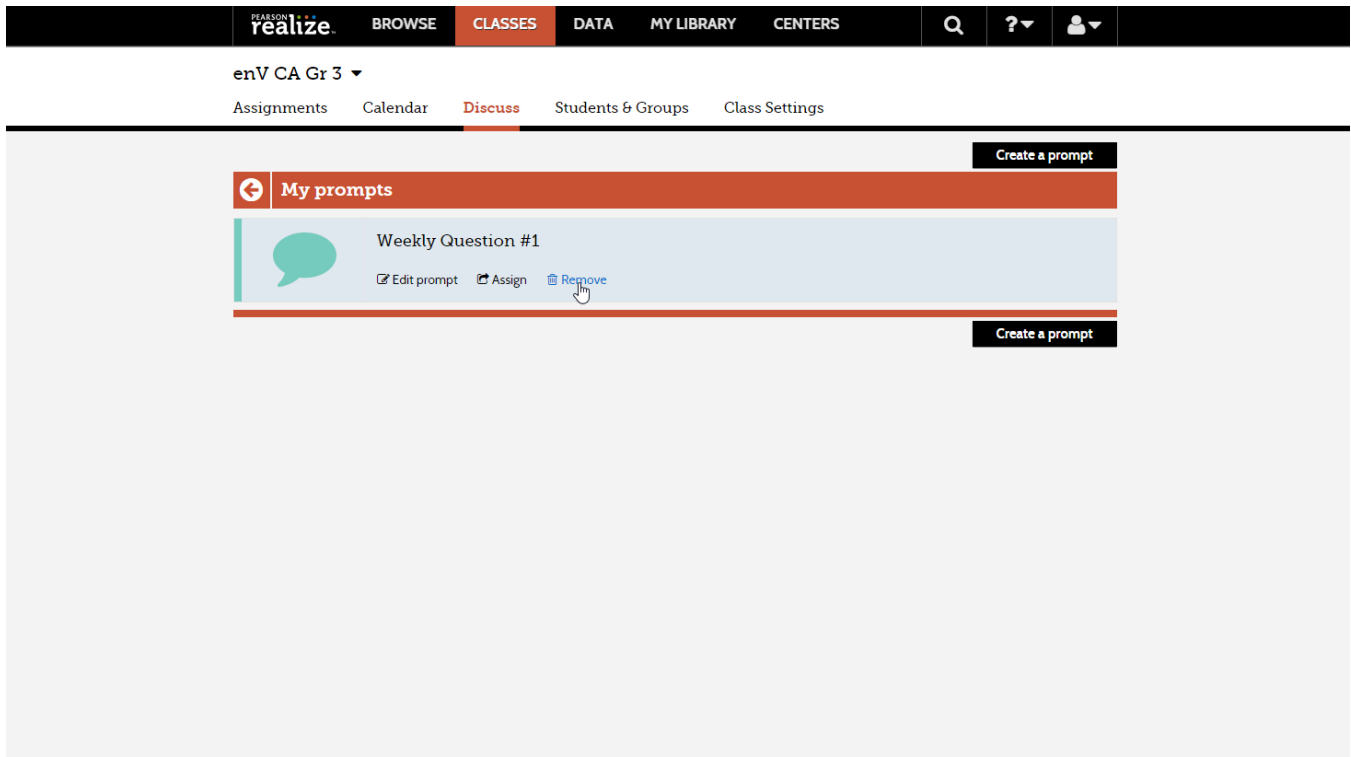 PEARSON
realize. BROWSE CLASSES DATA MY LIBRARY CENTERS ?
enV CA Gr 3
Assignments Calendar Discuss Students & Groups Class Settings
Create a prompt
My prompts
Weekly Question #1
Edit prompt Assign Remove
Create a prompt